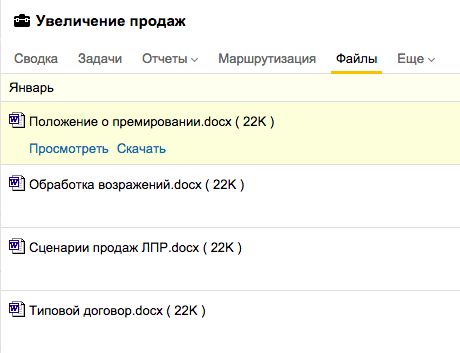 Увеличение продаж
Сводка Задачи Отчеты Маршрутизация Файлы Еще
Январь
Положение о премировании.docx ( 22K )
Просмотреть Скачать
Обработка возражений.docx ( 22K )
Сценарии продаж ЛПР.docx ( 22K )
Типовой договор.docx ( 22K )